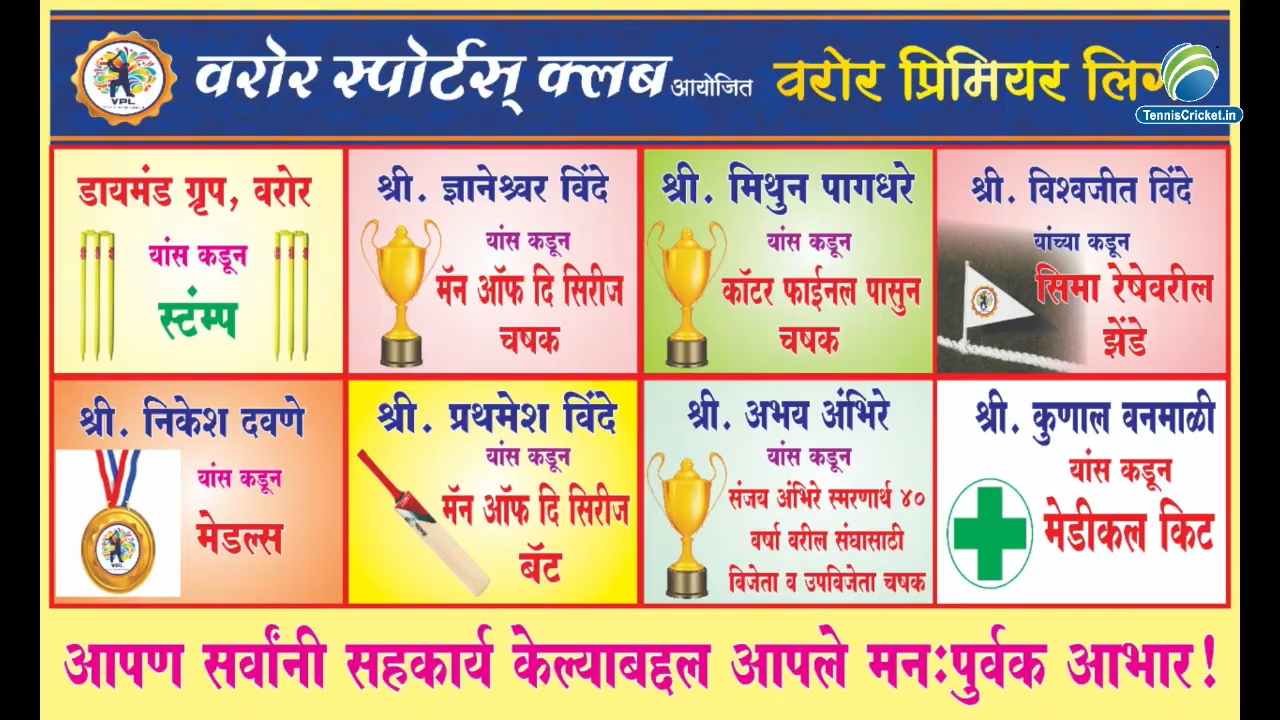 VPL
वरोर स्पोर्टस् क्लब आयोजित वरोर प्रिमियर लिग
TennisCricket.in
डायमंड गृप, वरोर
यांस कडून
स्टंम्प
श्री. ज्ञानेश्वर विंदे
यांस कडून
मॅन ऑफ दि सिरीज
चषक
श्री. मिथुन पागधरे
यांस कडून
कॉटर फाईनल पासुन
चषक
श्री. विश्वजीत विंदे
यांच्या कडून
सिमा रेषेवरील
झेंडे
श्री. निकेश दवणे
यांस कडून
मेडल्स
VPL
श्री. प्रथमेश विंदे
यांस कडून
मॅन ऑफ दि सिरीज
बॅट
श्री. अभय अंभिरे
यांस कडून
संजय अंभिरे स्मरणार्थ ४०
वर्षा वरील संघासाठी
विजेता व उपविजेता चषक
श्री. कुणाल वनमाळी
यांस कडून
मेडीकल किट
आपण सर्वांनी सहकार्य केल्याबद्दल आपले मनःपुर्वक आभार!